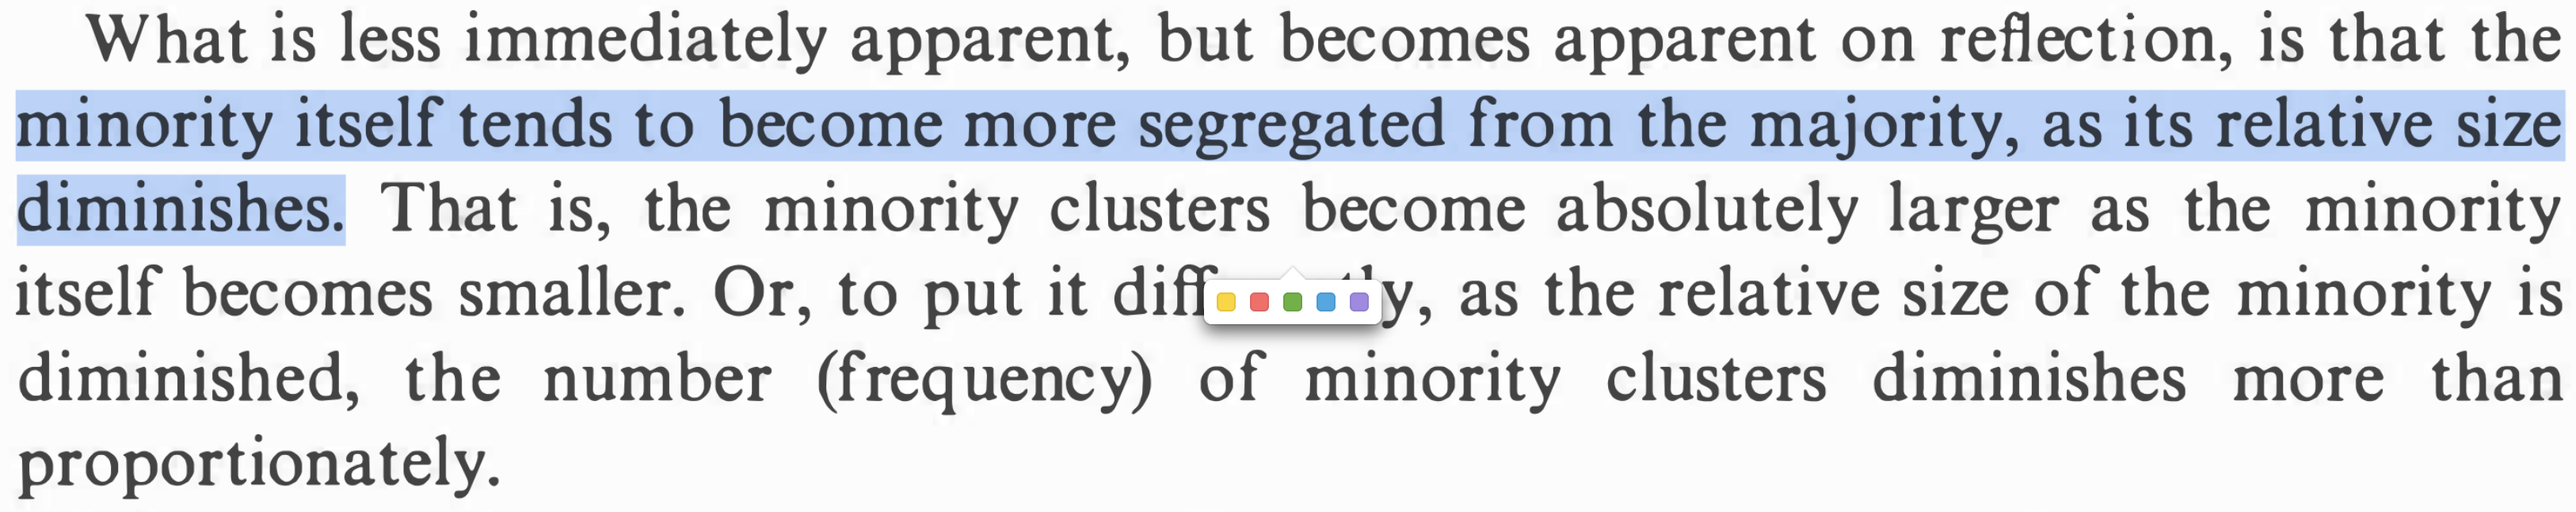 What is less immediately apparent, but becomes apparent on reflection, is that the
minority itself tends to become more segregated from the majority, as its relative size
diminishes. That is, the minority clusters become absolutely larger as the minority
itself becomes smaller. Or, to put it as the relative size of the minority is
diminished, the number (frequency) of minority clusters diminishes more than
proportionately.